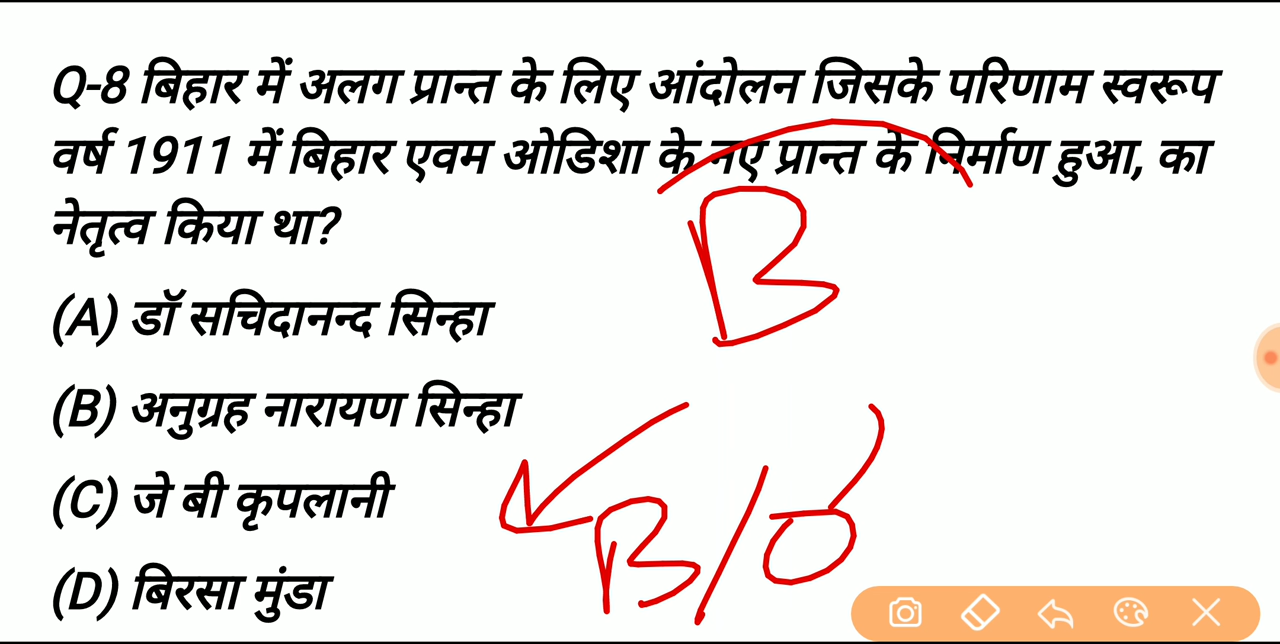 Q-8 बिहार में अलग प्रान्त के लिए आंदोलन जिसके परिणाम स्वरूप
वर्ष 1911 में बिहार एवम ओडिशा के नए प्रान्त के निर्माण हुआ, का
नेतृत्व किया था?
B
(A) डॉ सचिदानन्द सिन्हा
(B) अनुग्रह नारायण सिन्हा
(C) जे बी कृपलानी
B/O
(D) बिरसा मुंडा